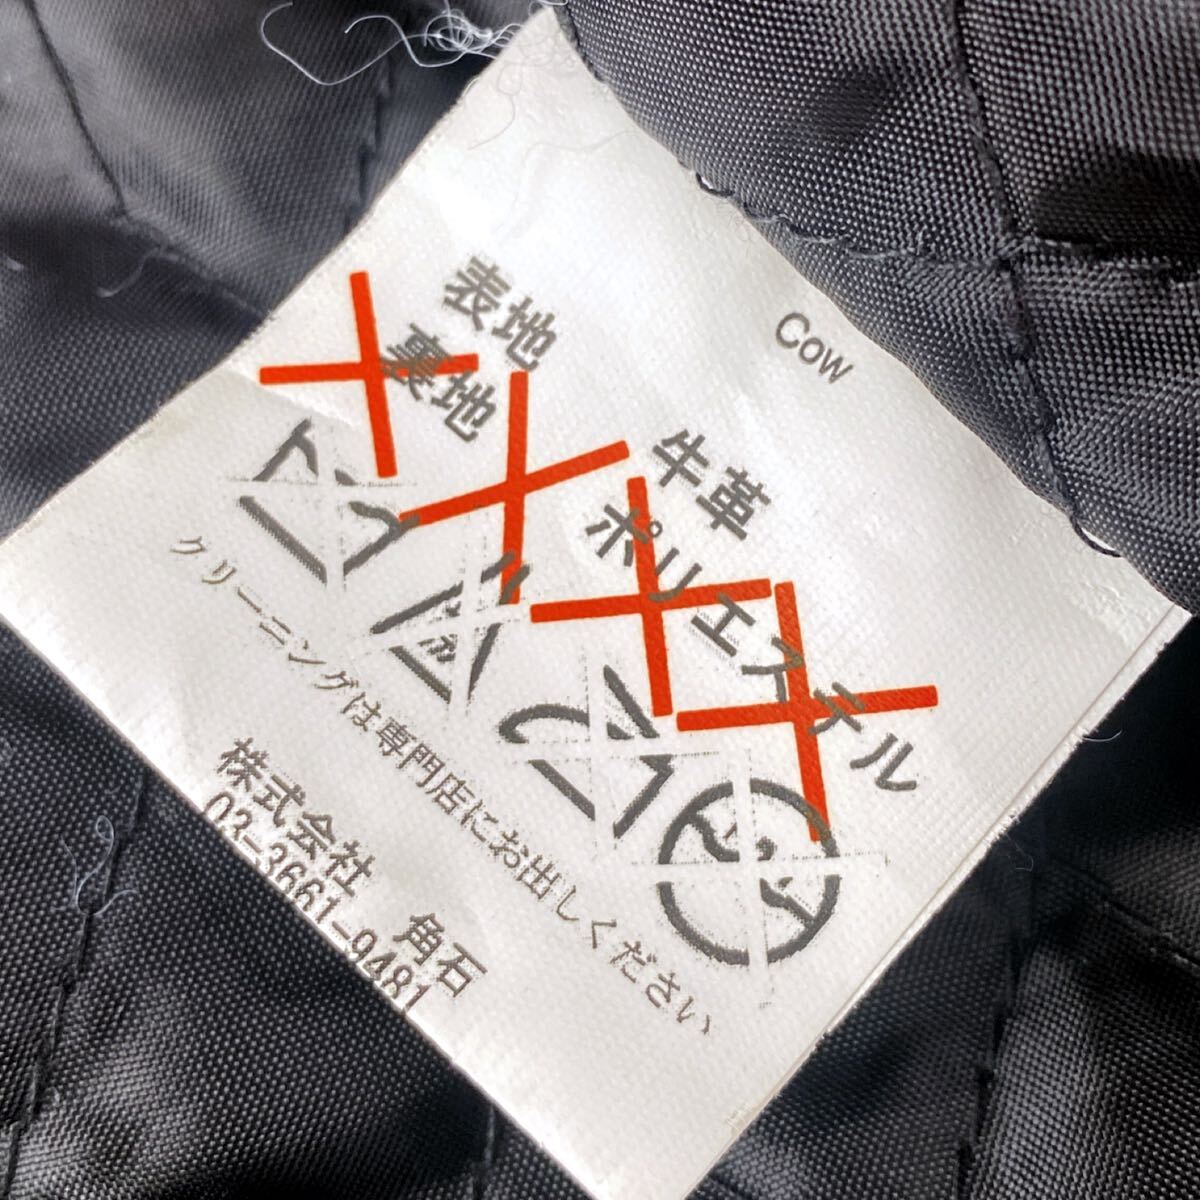 Cow
表地 牛革
裏地 ポリエステル
クリーニングは専門店にお出しください
株式会社 角石
03-3661-9481